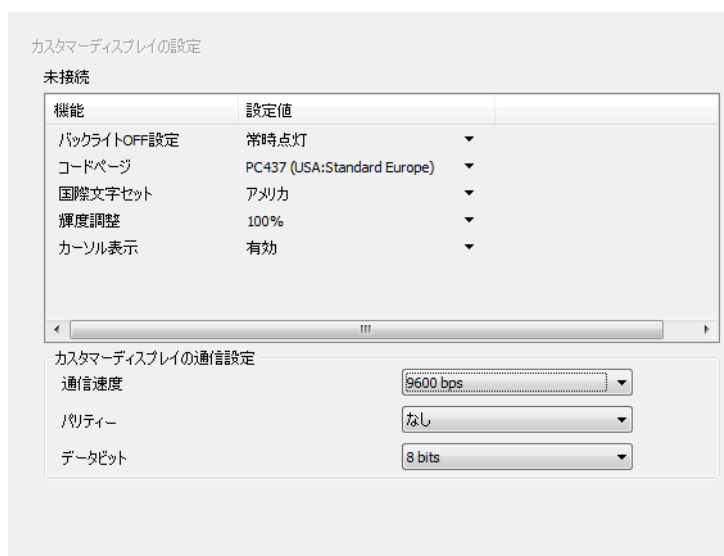 カスタマーディスプレイの設定
未接続
機能 設定値
バックライトOFF設定 常時点灯
コードページ PC437 (USA:Standard Europe)
国際文字セット アメリカ
輝度調整 100%
カーソル表示 有効
カスタマーディスプレイの通信設定
通信速度 9600 bps
パリティー なし
データビット 8 bits